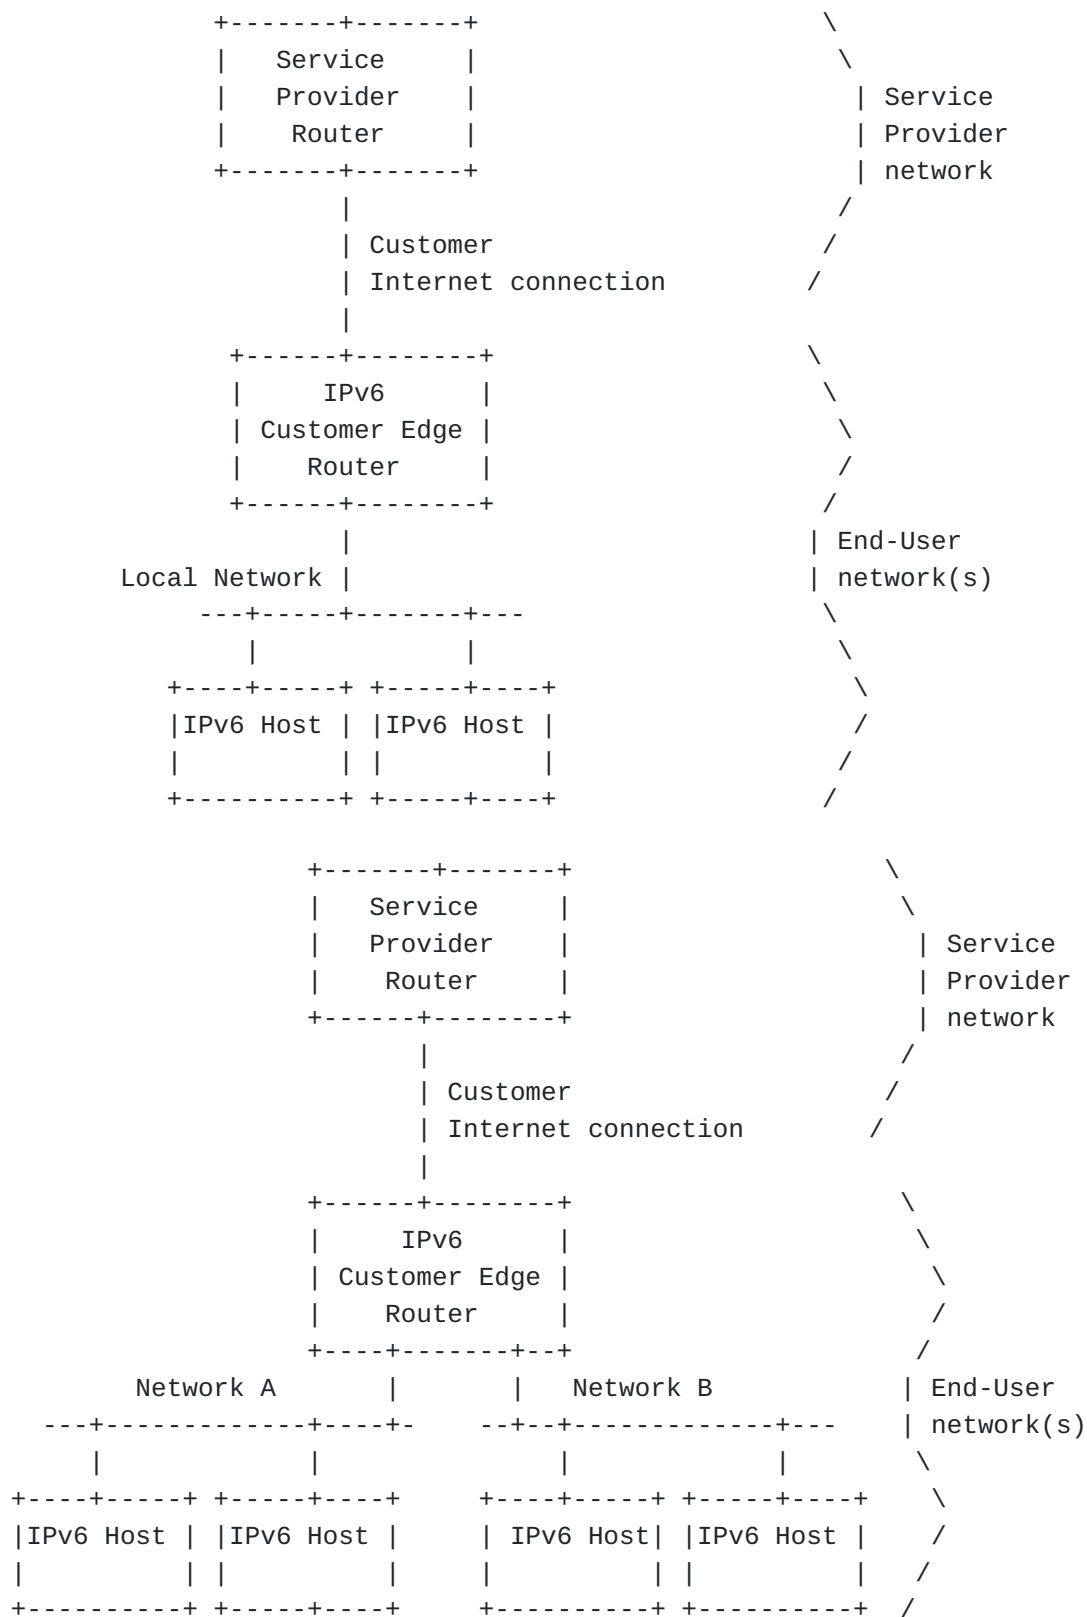 +-------+-------+                      \
|   Service     |                       \
|   Provider    |                        | Service
|    Router     |                        | Provider
+-------+-------+                        | network
        |                               /
        | Customer                     /
        | Internet connection         /
        |
 +------+--------+                    \
 |     IPv6      |                     \
 | Customer Edge |                      \
 |    Router     |                      /
 +------+--------+                     /
        |                             | End-User
Local Network |                             | network(s)
---+-----+-------+---                   \
   |             |                       \
+----+-----+ +-----+----+                   \
|IPv6 Host | |IPv6 Host |                   /
|          | |          |                  /
+----------+ +-----+----+                 /
+-------+-------+                    \
|   Service     |                     \
|   Provider    |                      | Service
|    Router     |                      | Provider
+------+--------+                      | network
       |                              /
       | Customer                    /
       | Internet connection        /
       |
+------+--------+                     \
|     IPv6      |                      \
| Customer Edge |                       \
|    Router     |                       /
+----+-------+--+                      /
Network A       |       |   Network B            | End-User
---+-------------+----+-    --+--+-------------+---    | network(s)
   |             |               |             |        \
+----+-----+ +-----+----+     +----+-----+ +-----+----+    \
|IPv6 Host | |IPv6 Host |     | IPv6 Host| |IPv6 Host |    /
|          | |          |     |          | |          |   /
+----------+ +-----+----+     +----------+ +----------+  /